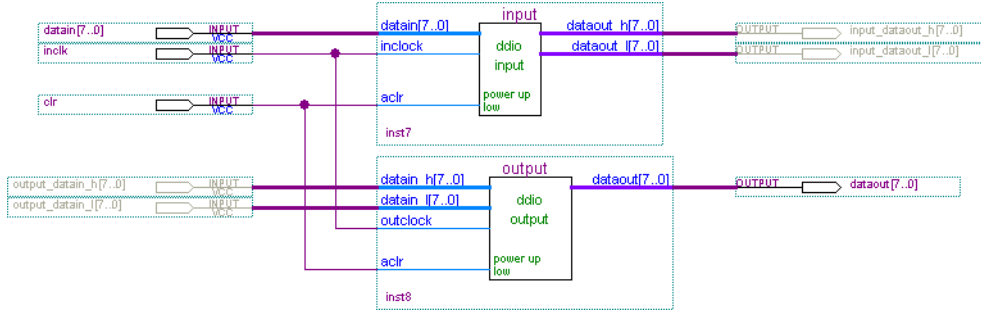 input
datain[7..0] INPUT VCC datain[7..0] dataout_h[7..0] OUTPUT input_dataout_h[7..0]
inclk INPUT VCC inclock ddio dataout_l[7..0] OUTPUT input_dataout_l[7..0]
input
clr INPUT VCC aclr power up
low
inst7
output
output_datain_h[7..0] INPUT VCC datain_h[7..0] dataout[7..0] OUTPUT dataout[7..0]
output_datain_l[7..0] INPUT VCC datain_l[7..0] ddio
outclock output
aclr power up
low
inst8